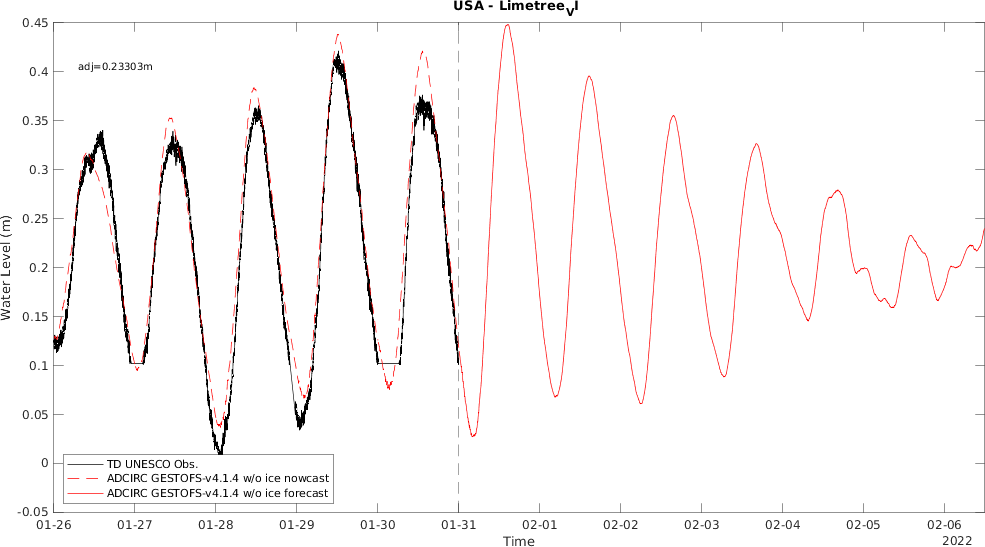 USA - Limetree_VI
adj=0.23303m
0.45
0.4
0.35
0.3
0.25
0.2
0.15
0.1
0.05
0
-0.05
Water Level (m)
TD UNESCO Obs.
ADCIRC GESTOFS-v4.1.4 w/o ice nowcast
ADCIRC GESTOFS-v4.1.4 w/o ice forecast
01-26 01-27 01-28 01-29 01-30 01-31 02-01 02-02 02-03 02-04 02-05 02-06
Time
2022